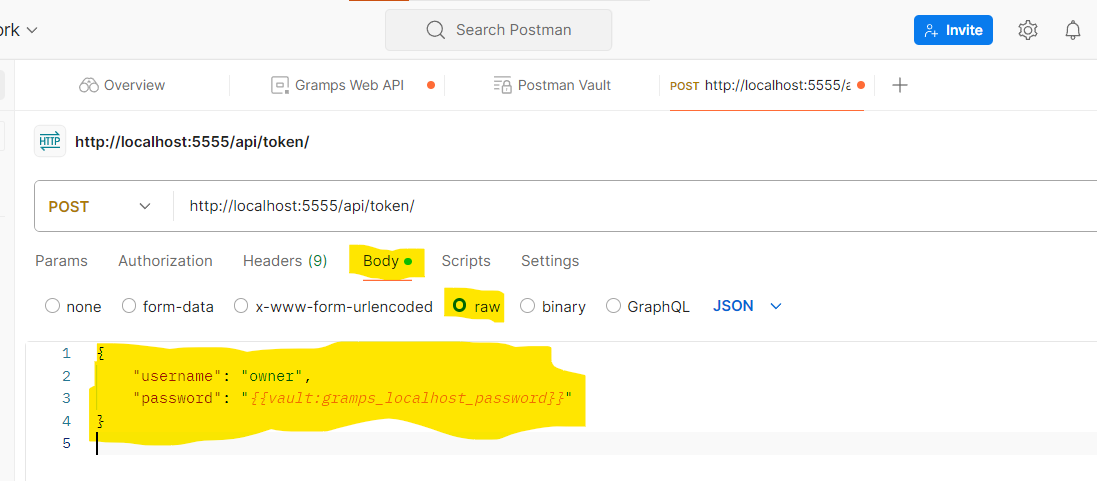 ork
Search Postman
Invite
Overview
Gramps Web API
Postman Vault
POST http://localhost:5555/a
HTTP http://localhost:5555/api/token/
POST http://localhost:5555/api/token/
Params Authorization Headers (9) Body Scripts Settings
none form-data x-www-form-urlencoded raw binary GraphQL JSON
1 {
2 "username": "owner",
3 "password": "{{vault:gramps_localhost_password}}"
4 }
5